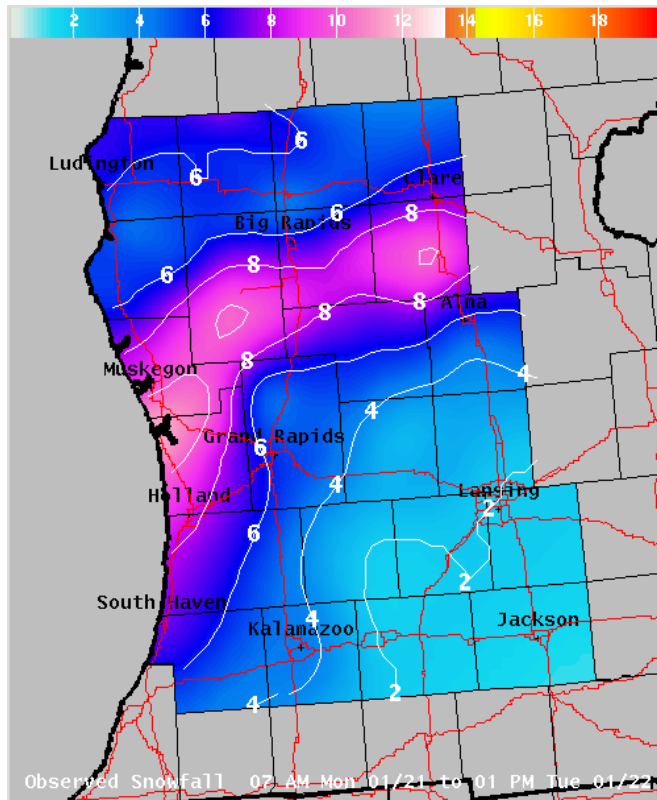 2 4 6 8 10 12 14 16 18
Ludington
6
6
Clare
6
8
Big Rapids
8
6
8
8
Alma
8
Muskegon
4
4
Grand Rapids
6
4
Holland
Lansing
2
6
2
South Haven
4
Kalamazoo
Jackson
2
4
Observed Snowfall 07 AM Mon 01/21 to 01 PM Tue 01/22